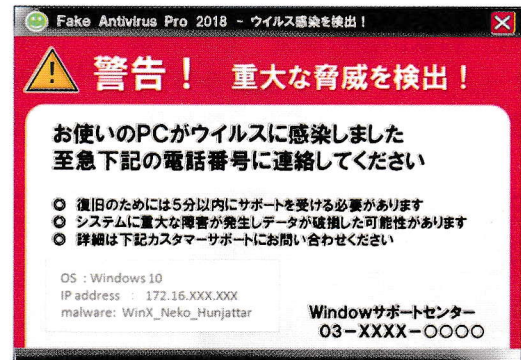 Fake Antivirus Pro 2018 ~ ウイルス感染を検出！
警告！ 重大な脅威を検出！
お使いのPCがウイルスに感染しました
至急下記の電話番号に連絡してください
◎ 復旧のためには5分以内にサポートを受ける必要があります
◎ システムに重大な障害が発生しデータが破損した可能性があります
◎ 詳細は下記カスタマーサポートにお問い合わせください
OS : Windows 10
IP address : 172.16.XXX.XXX
malware: WinX_Neko_Hunjattar
Windowサポートセンター
03-XXXX-○○○○